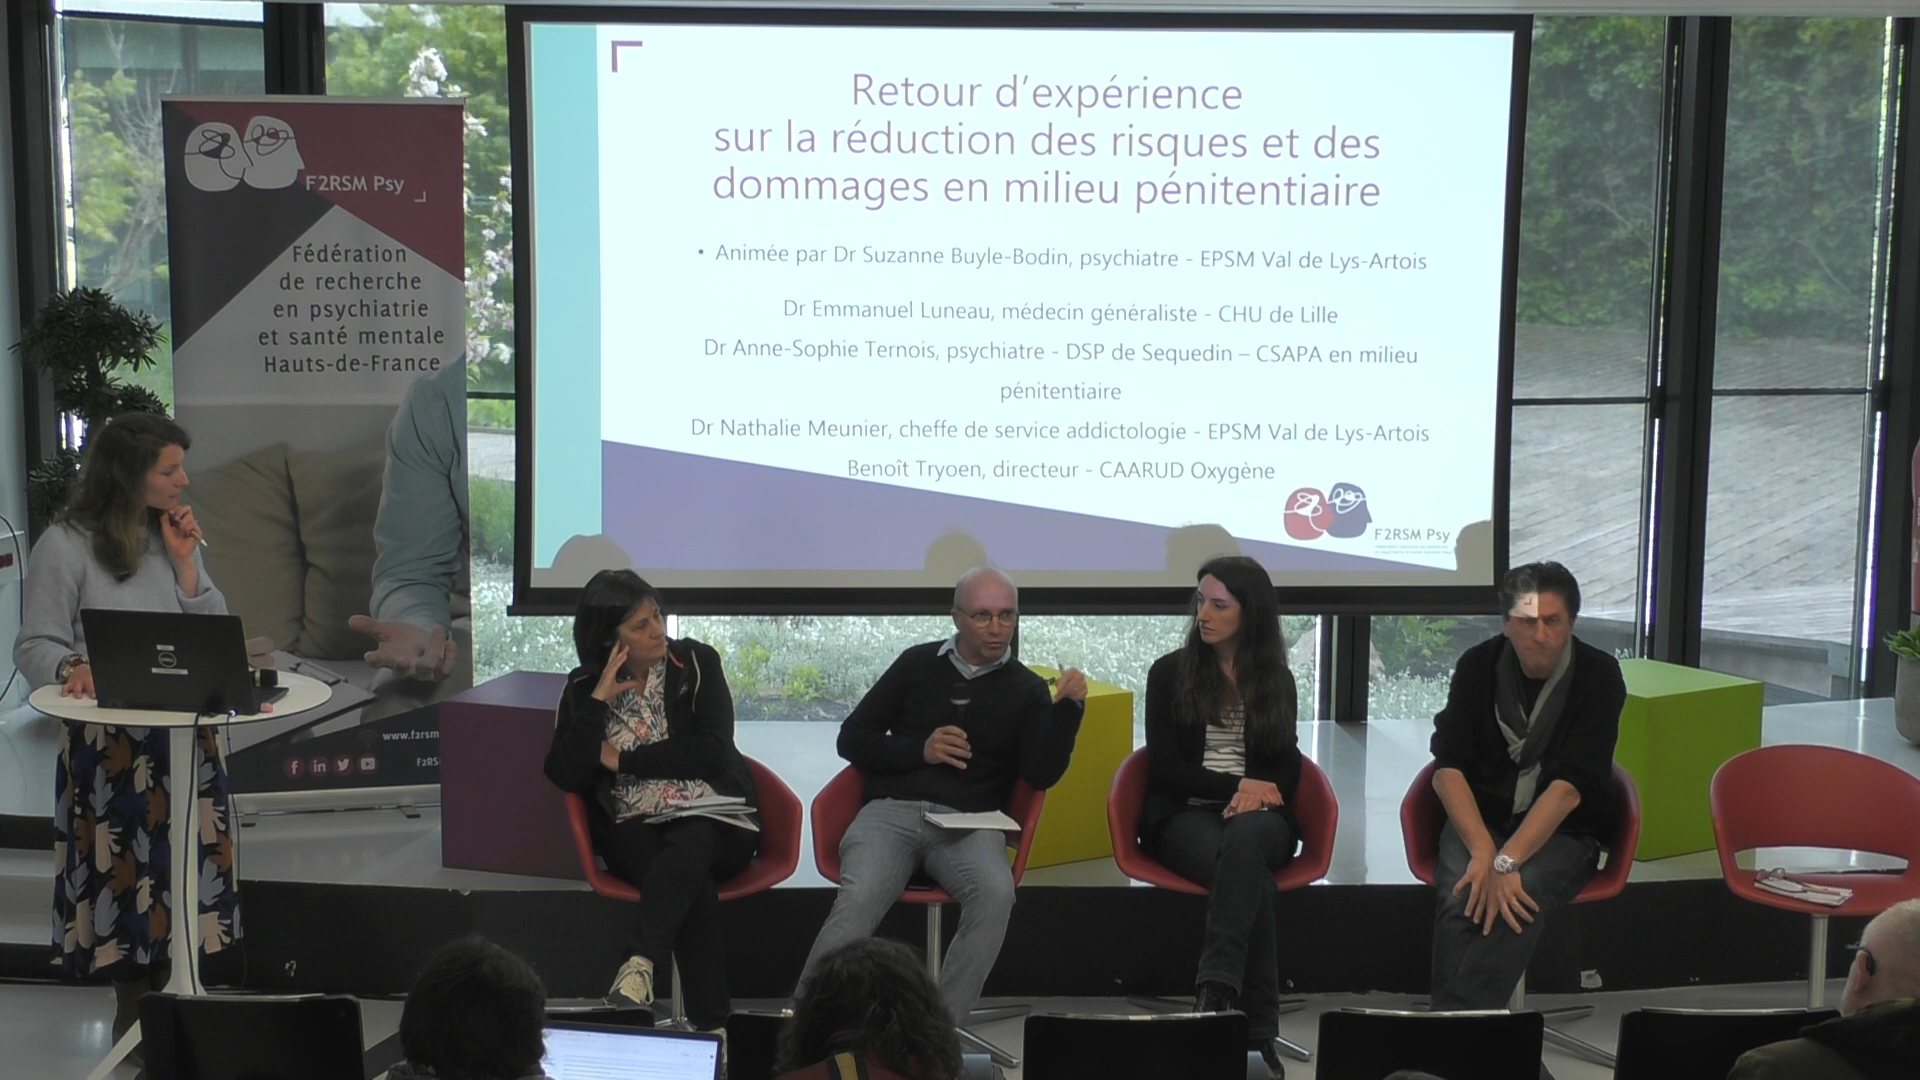 F2RSM Psy
Fédération
de recherche
en psychiatrie
et santé mentale
Hauts-de-France
www.f2rsm
F2RS
Retour d'expérience
sur la réduction des risques et des
dommages en milieu pénitentiaire
• Animée par Dr Suzanne Buyle-Bodin, psychiatre - EPSM Val de Lys-Artois
Dr Emmanuel Luneau, médecin généraliste - CHU de Lille
Dr Anne-Sophie Ternois, psychiatre - DSP de Sequedin – CSAPA en milieu
pénitentiaire
Dr Nathalie Meunier, cheffe de service addictologie - EPSM Val de Lys-Artois
Benoît Tryoen, directeur - CAARUD Oxygène
F2RSM Psy
DELL